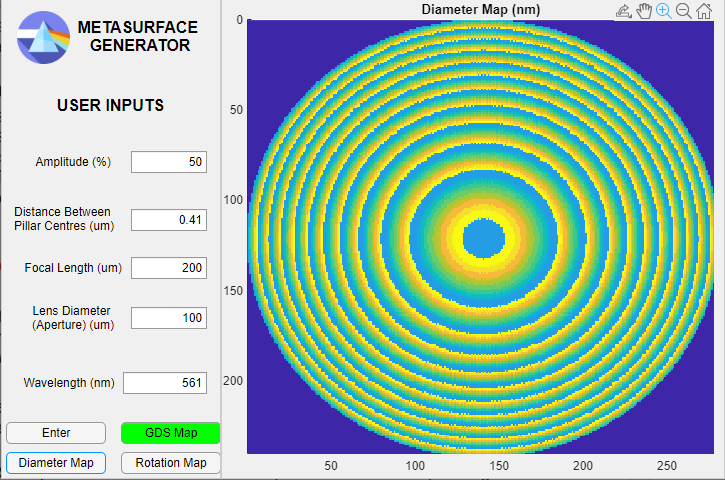 METASURFACE
GENERATOR
USER INPUTS
Amplitude (%)
50
Distance Between
Pillar Centres (um)
0.41
Focal Length (um)
200
Lens Diameter
(Aperture) (um)
100
Wavelength (nm)
561
Enter
GDS Map
Diameter Map
Rotation Map
Diameter Map (nm)
0
50
100
150
200
50
100
150
200
250